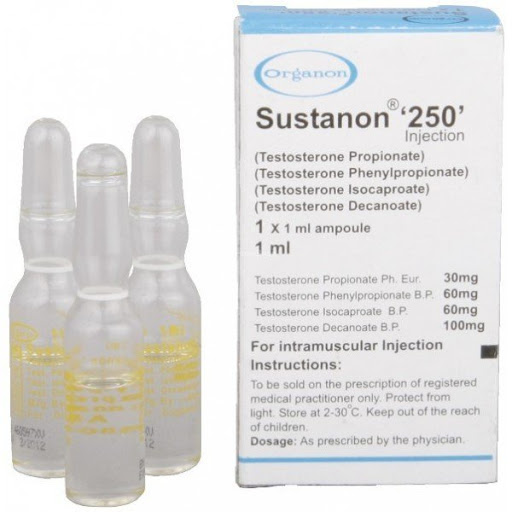 Organon
Sustanon® '250'
Injection
(Testosterone Propionate)
(Testosterone Phenylpropionate)
(Testosterone Isocaproate)
(Testosterone Decanoate)
1 X 1 ml ampoule
1 ml
Testosterone Propionate Ph. Eur. 30mg
Testosterone Phenylpropionate B.P. 60mg
Testosterone Isocaproate B.P. 60mg
Testosterone Decanoate B.P. 100mg
For intramuscular Injection
Instructions:
To be sold on the prescription of registered
medical practitioner only. Protect from
light. Store at 2-30°C. Keep out of the reach
of children.
Dosage: As prescribed by the physician.